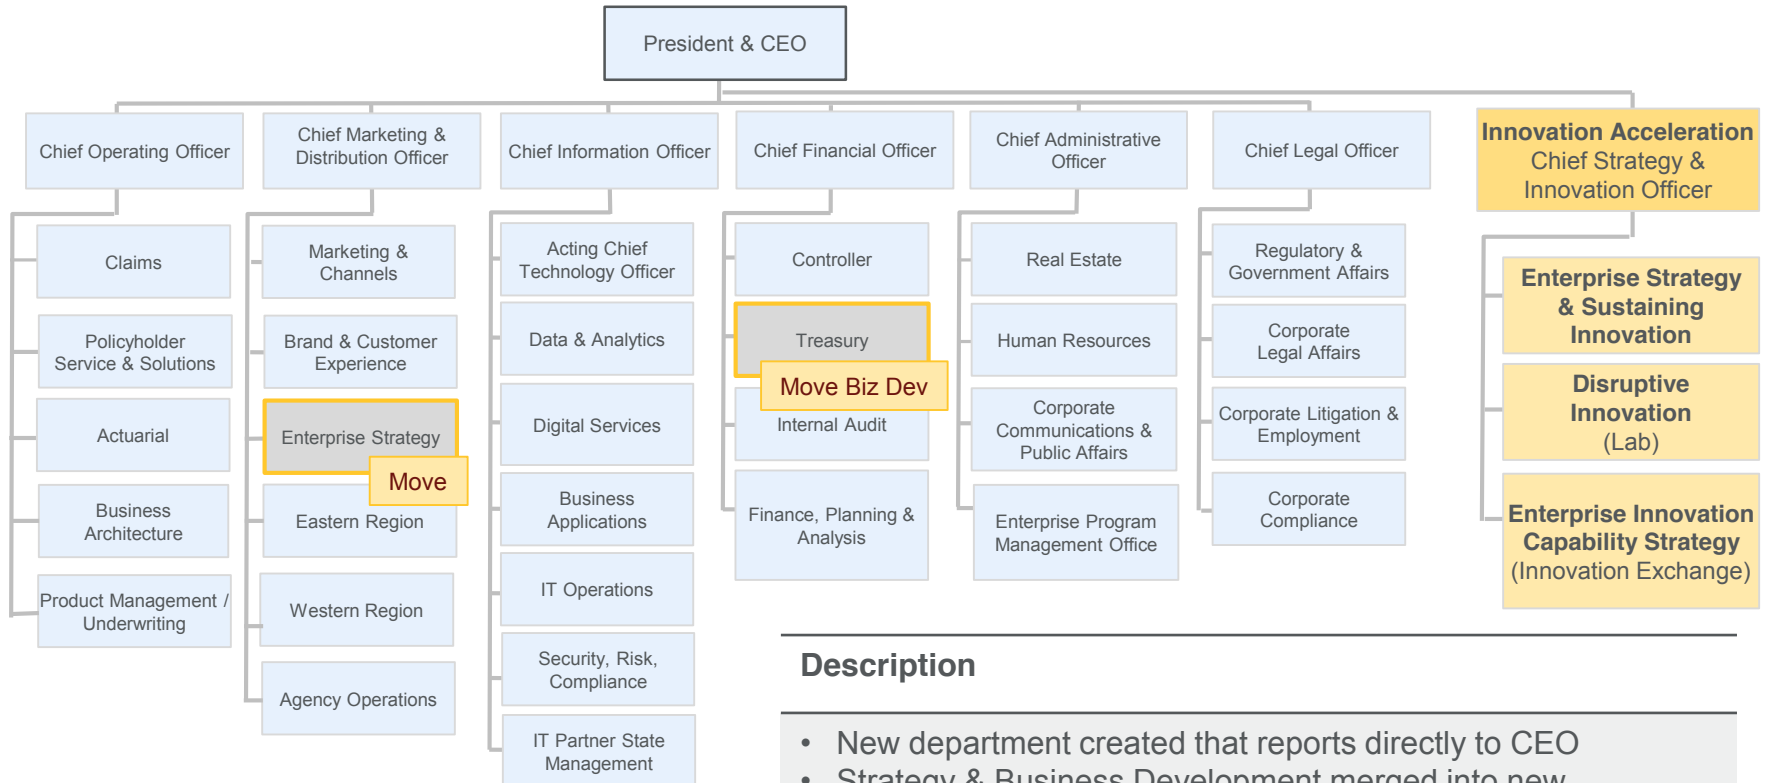 President & CEO
Chief Operating Officer
Chief Marketing &
Distribution Officer
Chief Information Officer
Chief Financial Officer
Chief Administrative
Officer
Chief Legal Officer
Innovation Acceleration
Chief Strategy &
Innovation Officer
Claims
Policyholder
Service & Solutions
Actuarial
Business
Architecture
Product Management /
Underwriting
Marketing &
Channels
Brand & Customer
Experience
Enterprise Strategy
Move
Eastern Region
Western Region
Agency Operations
Acting Chief
Technology Officer
Data & Analytics
Digital Services
Business
Applications
IT Operations
Security, Risk,
Compliance
IT Partner State
Management
Controller
Treasury
Move Biz Dev
Internal Audit
Finance, Planning &
Analysis
Real Estate
Human Resources
Corporate
Communications &
Public Affairs
Enterprise Program
Management Office
Regulatory &
Government Affairs
Corporate
Legal Affairs
Corporate Litigation &
Employment
Corporate
Compliance
Enterprise Strategy
& Sustaining
Innovation
Disruptive
Innovation
(Lab)
Enterprise Innovation
Capability Strategy
(Innovation Exchange)
Description
• New department created that reports directly to CEO
• Strategy & Business Development merged into new